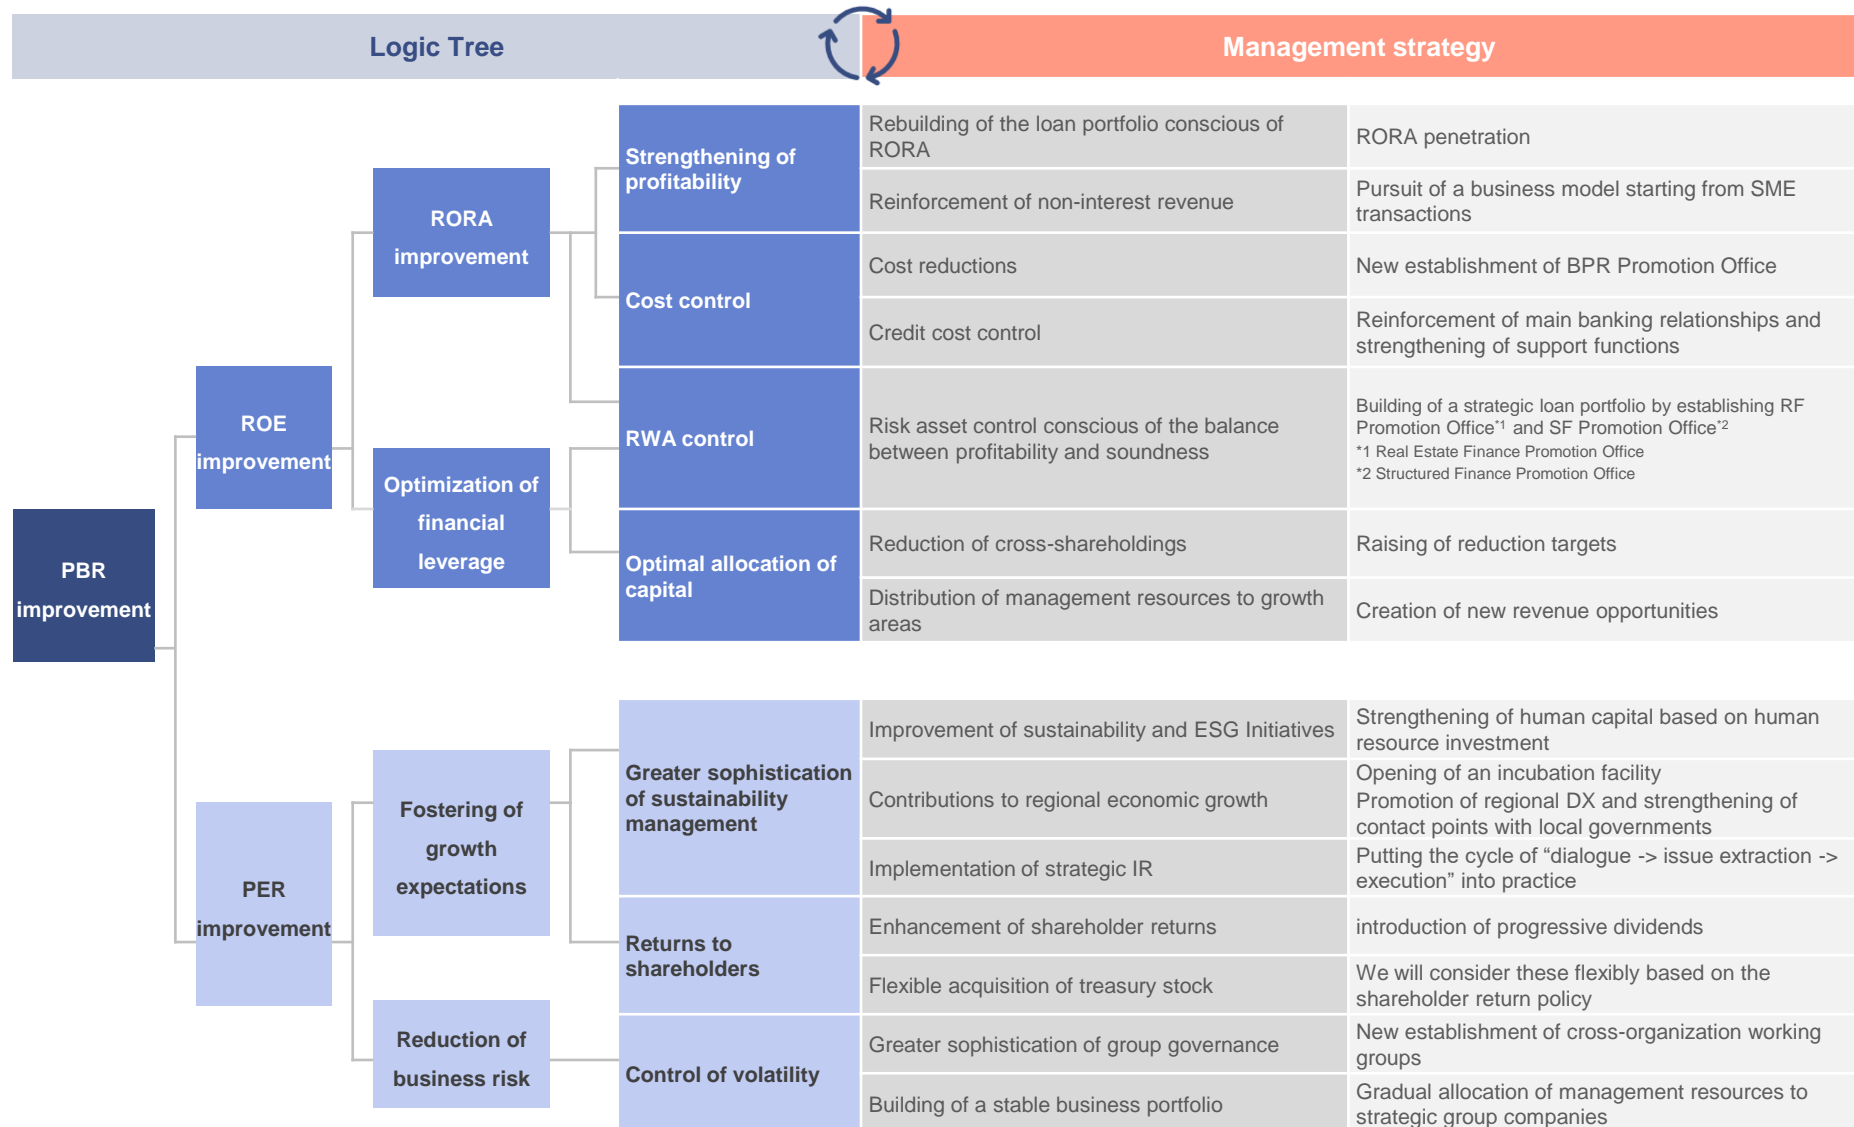 Logic Tree
Management strategy
PBR
improvement
ROE
improvement
RORA
improvement
Optimization of
financial
leverage
Strengthening of
profitability
Rebuilding of the loan portfolio conscious of
RORA
RORA penetration
Reinforcement of non-interest revenue
Pursuit of a business model starting from SME
transactions
Cost control
Cost reductions
New establishment of BPR Promotion Office
Credit cost control
Reinforcement of main banking relationships and
strengthening of support functions
RWA control
Risk asset control conscious of the balance
between profitability and soundness
Building of a strategic loan portfolio by establishing RF
Promotion Office*1 and SF Promotion Office*2
*1 Real Estate Finance Promotion Office
*2 Structured Finance Promotion Office
Optimal allocation of
capital
Reduction of cross-shareholdings
Raising of reduction targets
Distribution of management resources to growth
areas
Creation of new revenue opportunities
PER
improvement
Fostering of
growth
expectations
Reduction of
business risk
Greater sophistication
of sustainability
management
Improvement of sustainability and ESG Initiatives
Strengthening of human capital based on human
resource investment
Contributions to regional economic growth
Opening of an incubation facility
Promotion of regional DX and strengthening of
contact points with local governments
Implementation of strategic IR
Putting the cycle of “dialogue -> issue extraction ->
execution” into practice
Returns to
shareholders
Enhancement of shareholder returns
introduction of progressive dividends
Flexible acquisition of treasury stock
We will consider these flexibly based on the
shareholder return policy
Control of volatility
Greater sophistication of group governance
New establishment of cross-organization working
groups
Building of a stable business portfolio
Gradual allocation of management resources to
strategic group companies